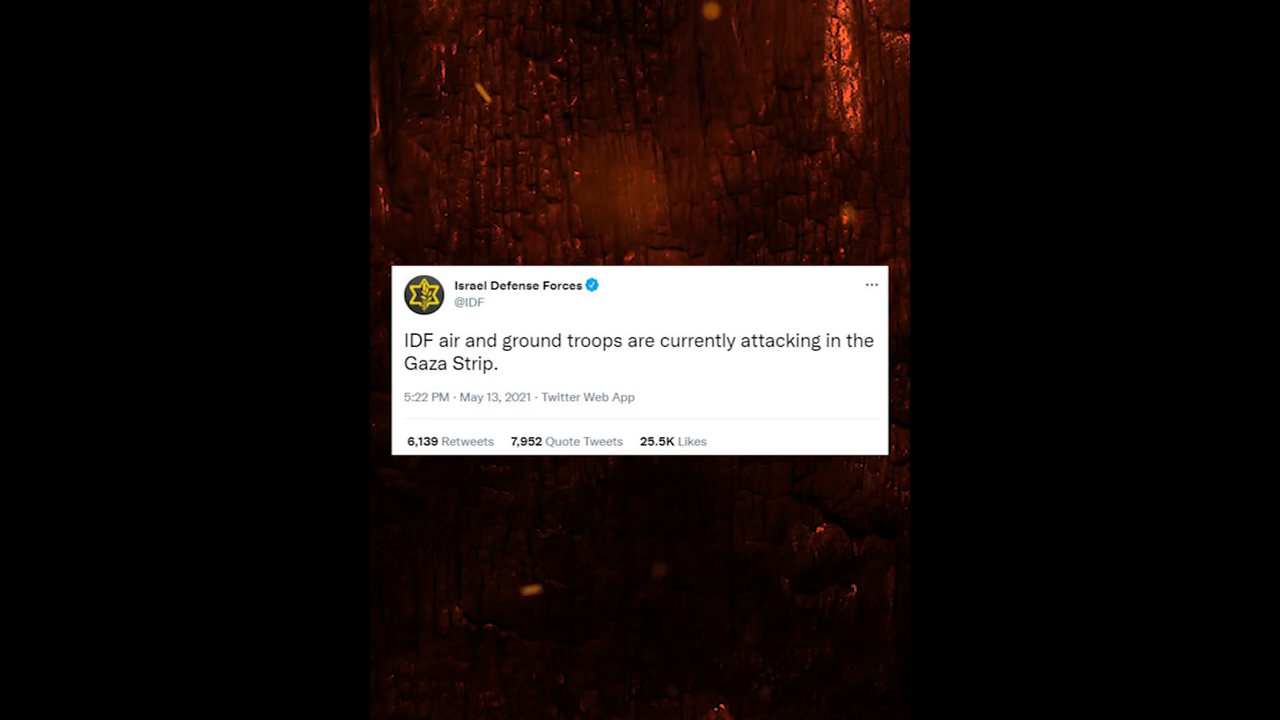 Israel Defense Forces
@IDF
IDF air and ground troops are currently attacking in the
Gaza Strip.
5:22 PM · May 13, 2021 · Twitter Web App
6,139 Retweets 7,952 Quote Tweets 25.5K Likes